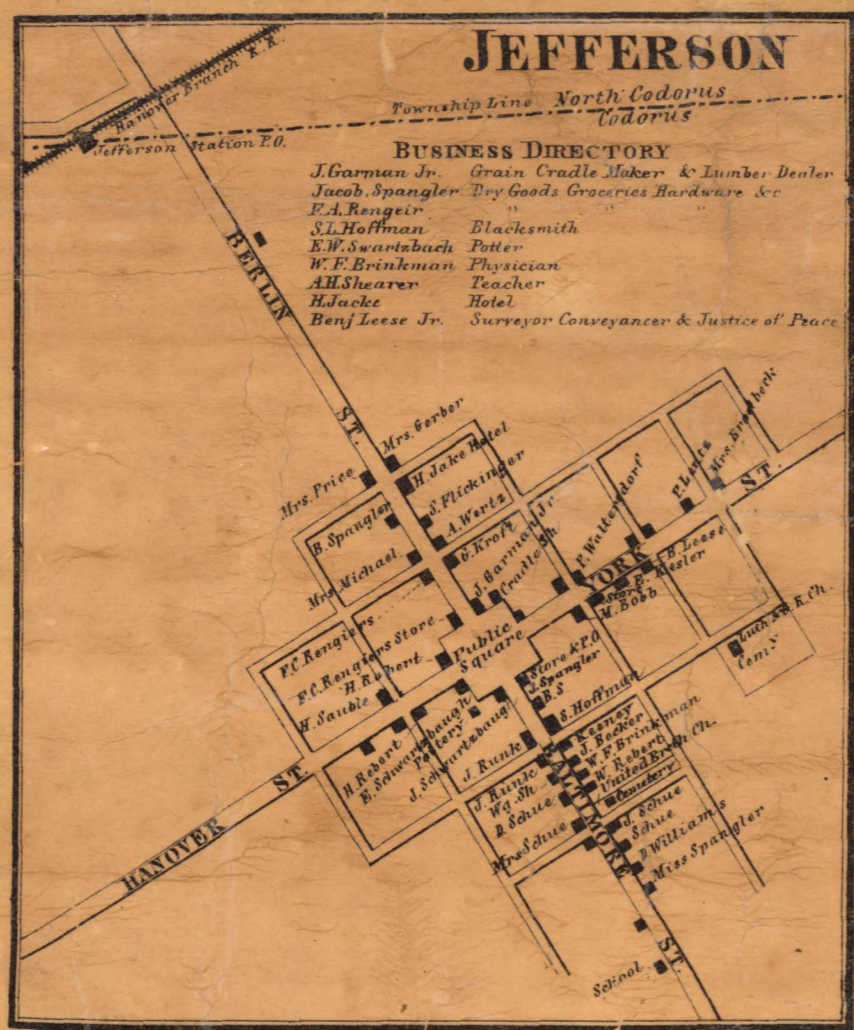 JEFFERSON
Hanover Branch R.R.
Township Line North Codorus
Codorus
Jefferson Station P.O.
BUSINESS DIRECTORY
J. Garman Jr. Grain Cradle Maker & Lumber Dealer
Jacob. Spangler Dry Goods Groceries Hardware &c
F.A. Rengeir " " "
S.L. Hoffman Blacksmith
E.W. Swartzbach Potter
W.F. Brinkman Physician
A.H. Shearer Teacher
H. Jacke Hotel
Benj Leese Jr. Surveyor Conveyancer & Justice of Peace
BERLIN ST.
Mrs. Gerber
Mrs. Price
H. Jake Hotel
S. Flickinger
A. Wertz
B. Spangler
Mrs. Michael
G. Kroft
J. Garman Jr.
Cradle Sh
P. Waltersdorf
P. Lentz
YORK ST.
B. Leese
E. Kesler
Store
M. Bobb
Luth. & G. R. Ch.
Cem'y
F.C. Rengiers
F.C. Rengiers Store
H. Robert
H. Sauble
Public Square
Store & P.O.
J. Spangler
B.S
S. Hoffman
H. Rebert
E. Schwartzbaugh
Pottery
J. Schwartzbaugh
J. Runk
HANOVER ST.
Keeney
J. Becker
W.F. Brinkman
W. Rebert
United Breth Ch.
Cemetery
J. Runk
Wg. Sh
D. Schue
Mrs Schue
J. Schue
Schue
D. Williams
Miss Spangler
BALTIMORE ST.
School